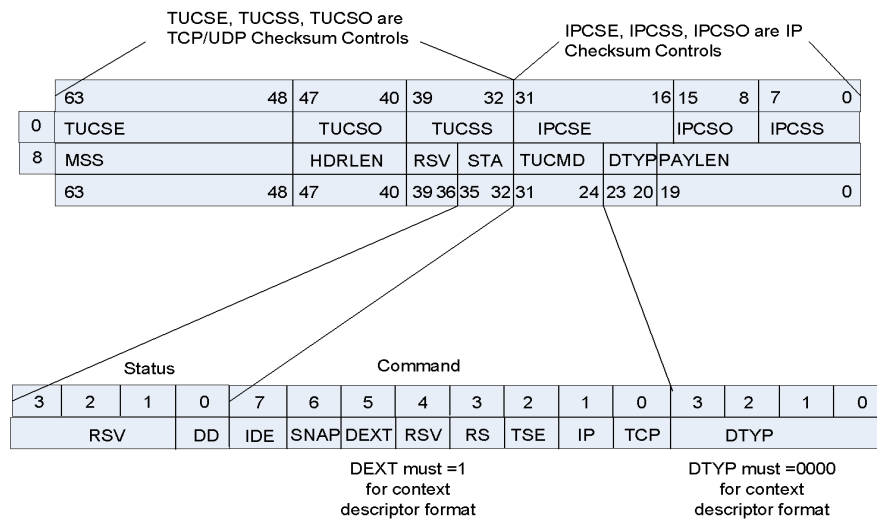 TUCSE, TUCSS, TUCSO are
TCP/UDP Checksum Controls
IPCSE, IPCSS, IPCSO are IP
Checksum Controls
63 48 47 40 39 32 31 16 15 8 7 0
0 TUCSE TUCSO TUCSS IPCSE IPCSO IPCSS
8 MSS HDRLEN RSV STA TUCMD DTYP PAYLEN
63 48 47 40 39 36 35 32 31 24 23 20 19 0
Status Command
3 2 1 0 7 6 5 4 3 2 1 0 3 2 1 0
RSV DD IDE SNAP DEXT RSV RS TSE IP TCP DTYP
DEXT must =1
for context
descriptor format
DTYP must =0000
for context
descriptor format